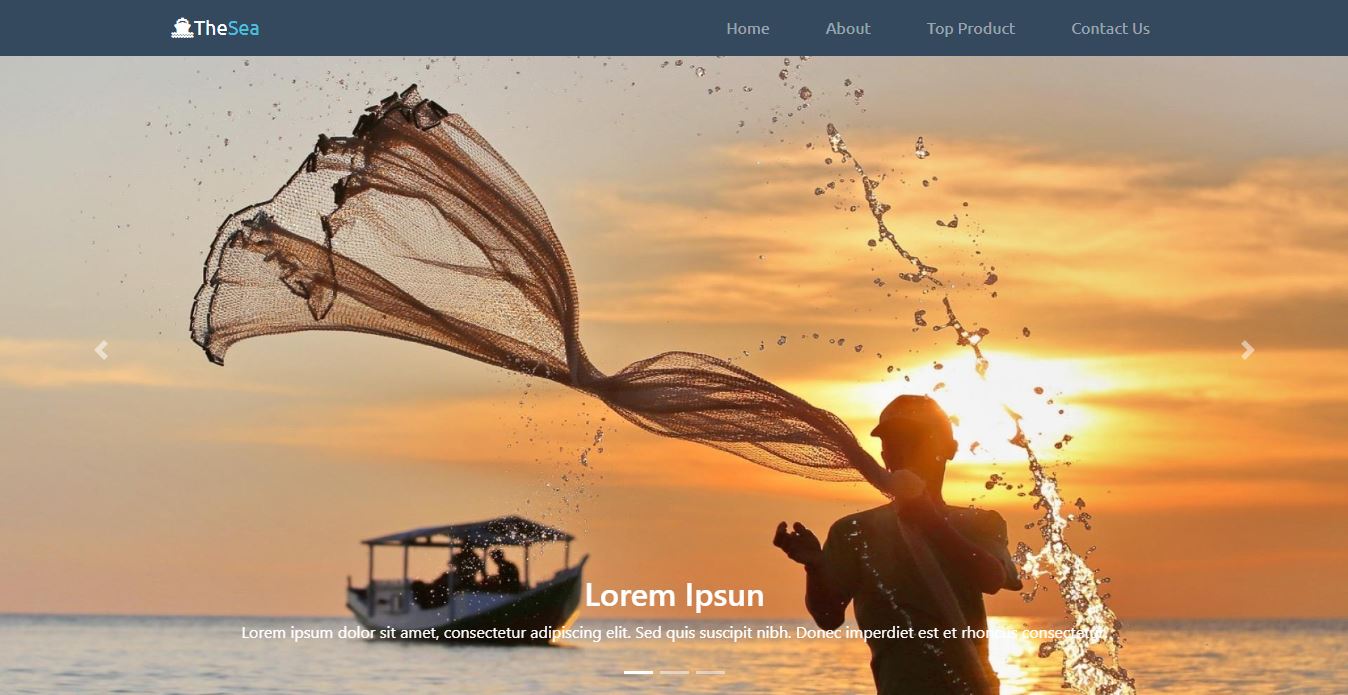 TheSea
Home
About
Top Product
Contact Us
Lorem Ipsun
Lorem ipsum dolor sit amet, consectetur adipiscing elit. Sed quis suscipit nibh. Donec imperdiet est et rhoncus consectetur.